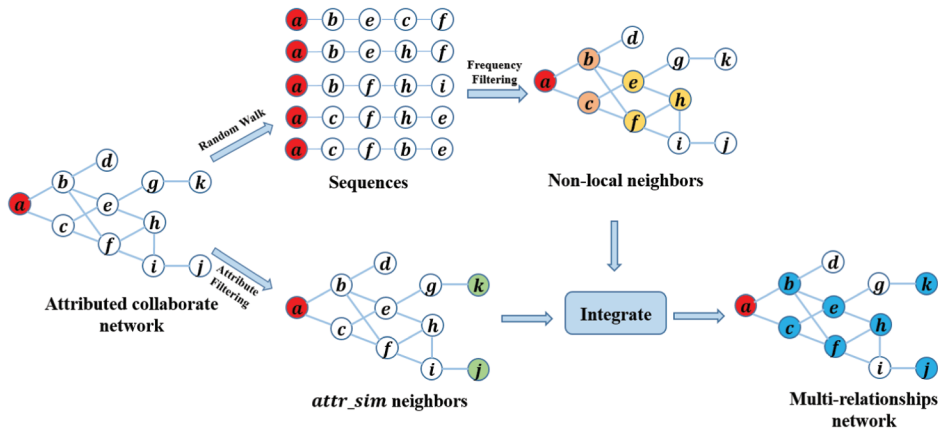 a b e c f
a b e h f
a b f h i
a c f h e
a c f b e
Sequences
Random Walk
Frequency
Filtering
d
b g k
a e
c h
f
i j
Non-local neighbors
d
b g k
a e
c h
f
i j
Attributed collaborate
network
Attribute
Filtering
d
b g k
a e
c h
f
i j
attr_sim neighbors
Integrate
d
b g k
a e
c h
f
i j
Multi-relationships
network